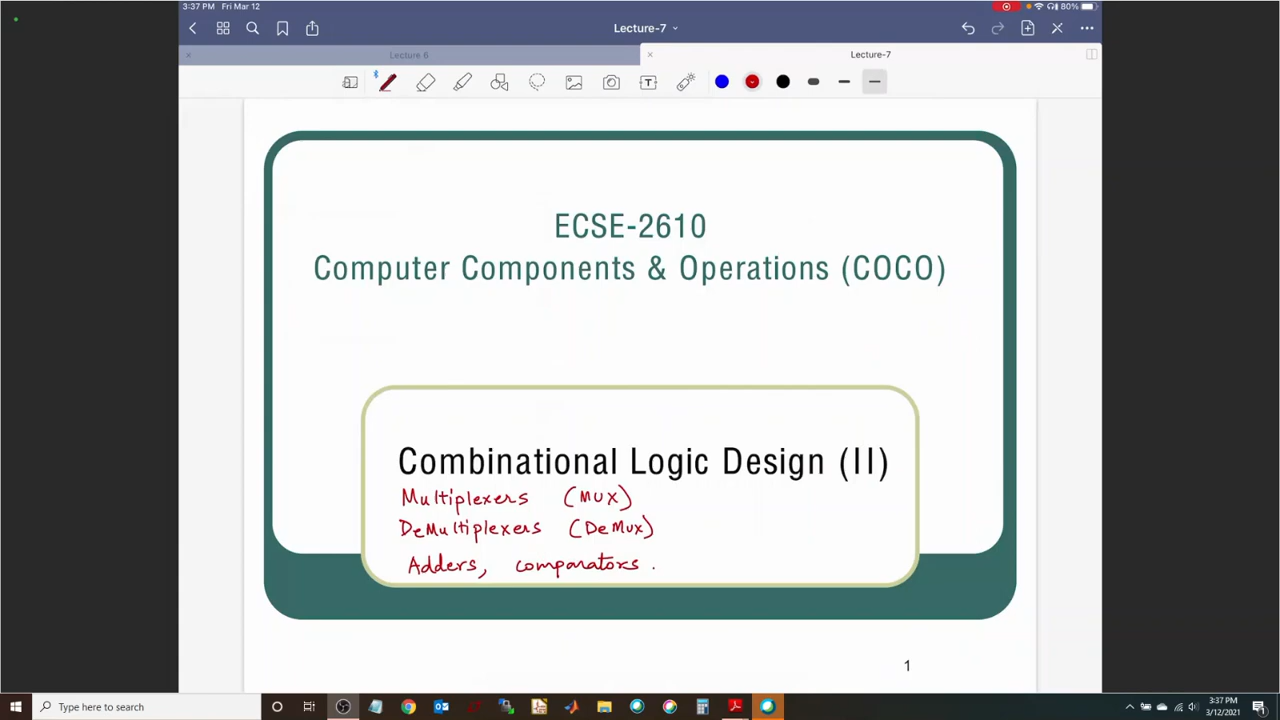 3:37 PM Fri Mar 12
80%
Lecture-7
Lecture 6
Lecture-7
T
ECSE-2610
Computer Components & Operations (COCO)
Combinational Logic Design (II)
Multiplexers (MUX)
DeMultiplexers (DeMUX)
Adders, comparators.
1
Type here to search
3:37 PM
3/12/2021